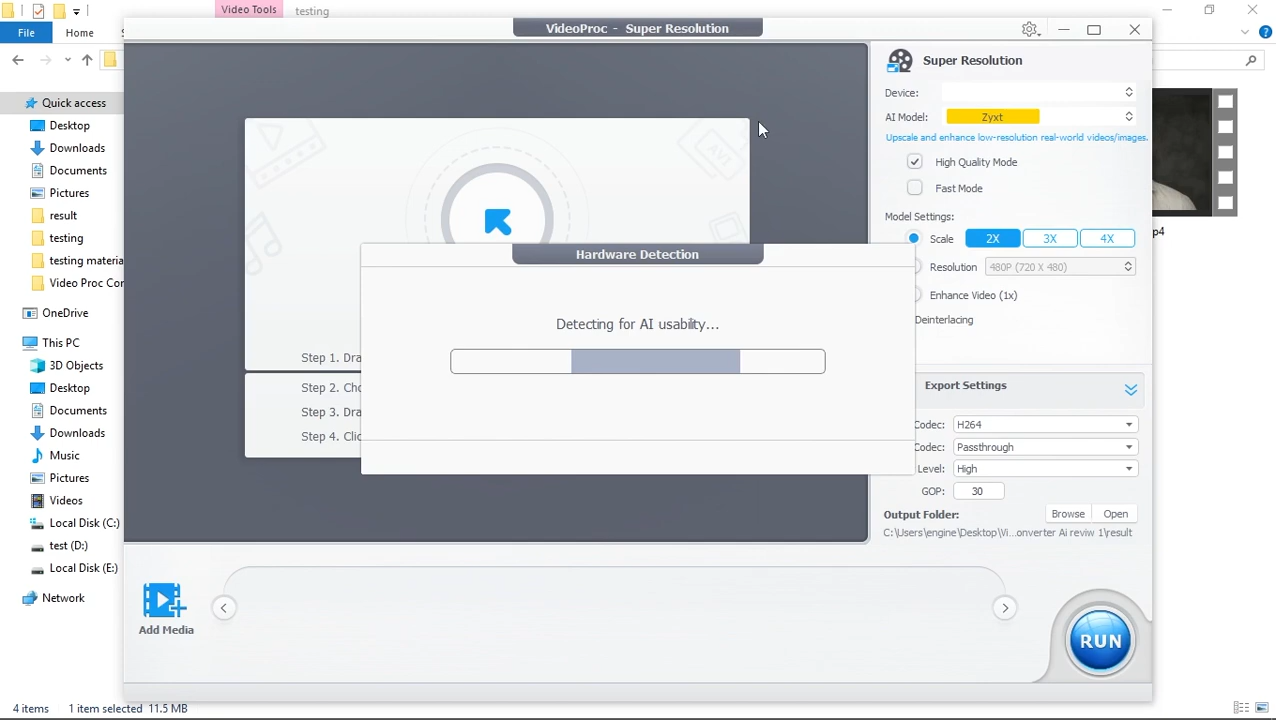 Video Tools
testing
File
Home
VideoProc - Super Resolution
Quick access
Desktop
Downloads
Documents
Pictures
result
testing
testing materia
Video Proc Con
OneDrive
This PC
3D Objects
Desktop
Documents
Downloads
Music
Pictures
Videos
Local Disk (C:)
test (D:)
Local Disk (E:)
Network
4 items
1 item selected 11.5 MB
Step 1. Dra
Step 2. Cho
Step 3. Dra
Step 4. Clic
Hardware Detection
Detecting for AI usability...
Super Resolution
Device:
AI Model: Zyxt
Upscale and enhance low-resolution real-world videos/images.
High Quality Mode
Fast Mode
Model Settings:
Scale 2X 3X 4X
Resolution 480P (720 X 480)
Enhance Video (1x)
Deinterlacing
Export Settings
Codec: H264
Codec: Passthrough
Level: High
GOP: 30
Output Folder: Browse Open
C:\Users\engine\Desktop\Vi...onverter Ai reviw 1\result
Add Media
RUN
p4